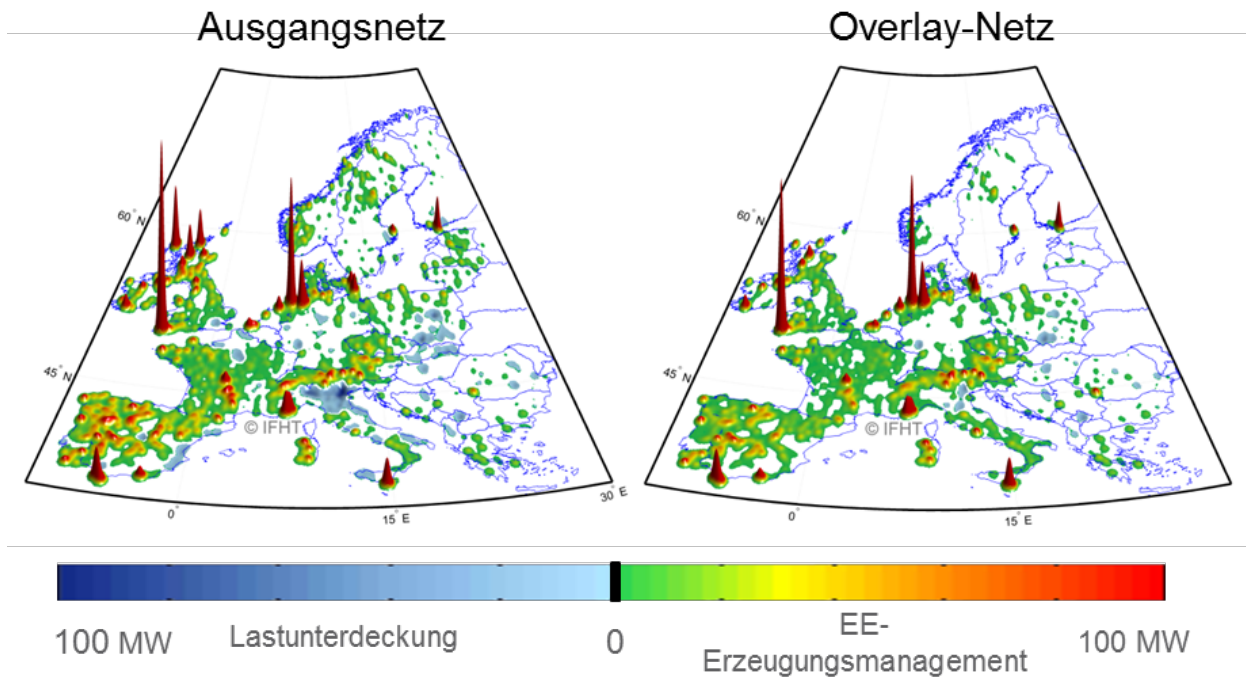 Ausgangsnetz
Overlay-Netz
60° N
45° N
0°
15° E
30° E
© IFHT
60° N
45° N
0°
15° E
© IFHT
100 MW
Lastunterdeckung
0
EE-
Erzeugungsmanagement
100 MW